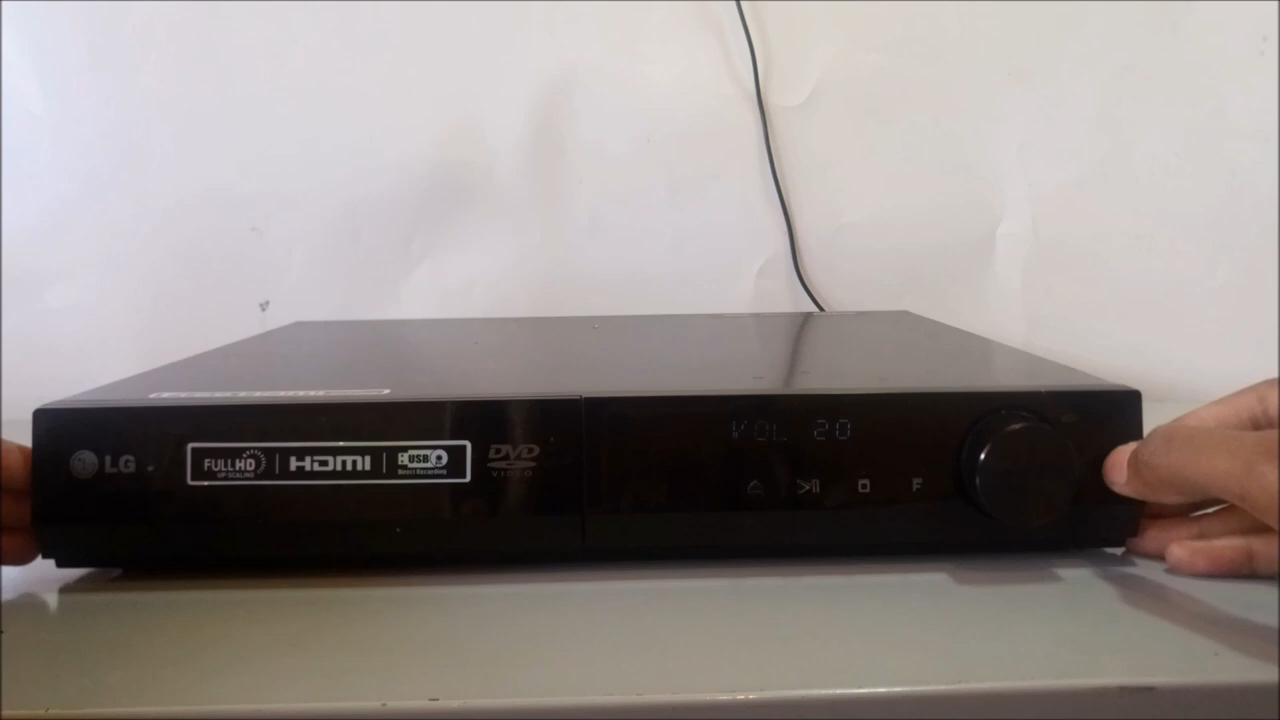 LG
FULL HD
UP-SCALING
HDMI
USB
Direct Recording
DVD
VIDEO
VOL 20
F